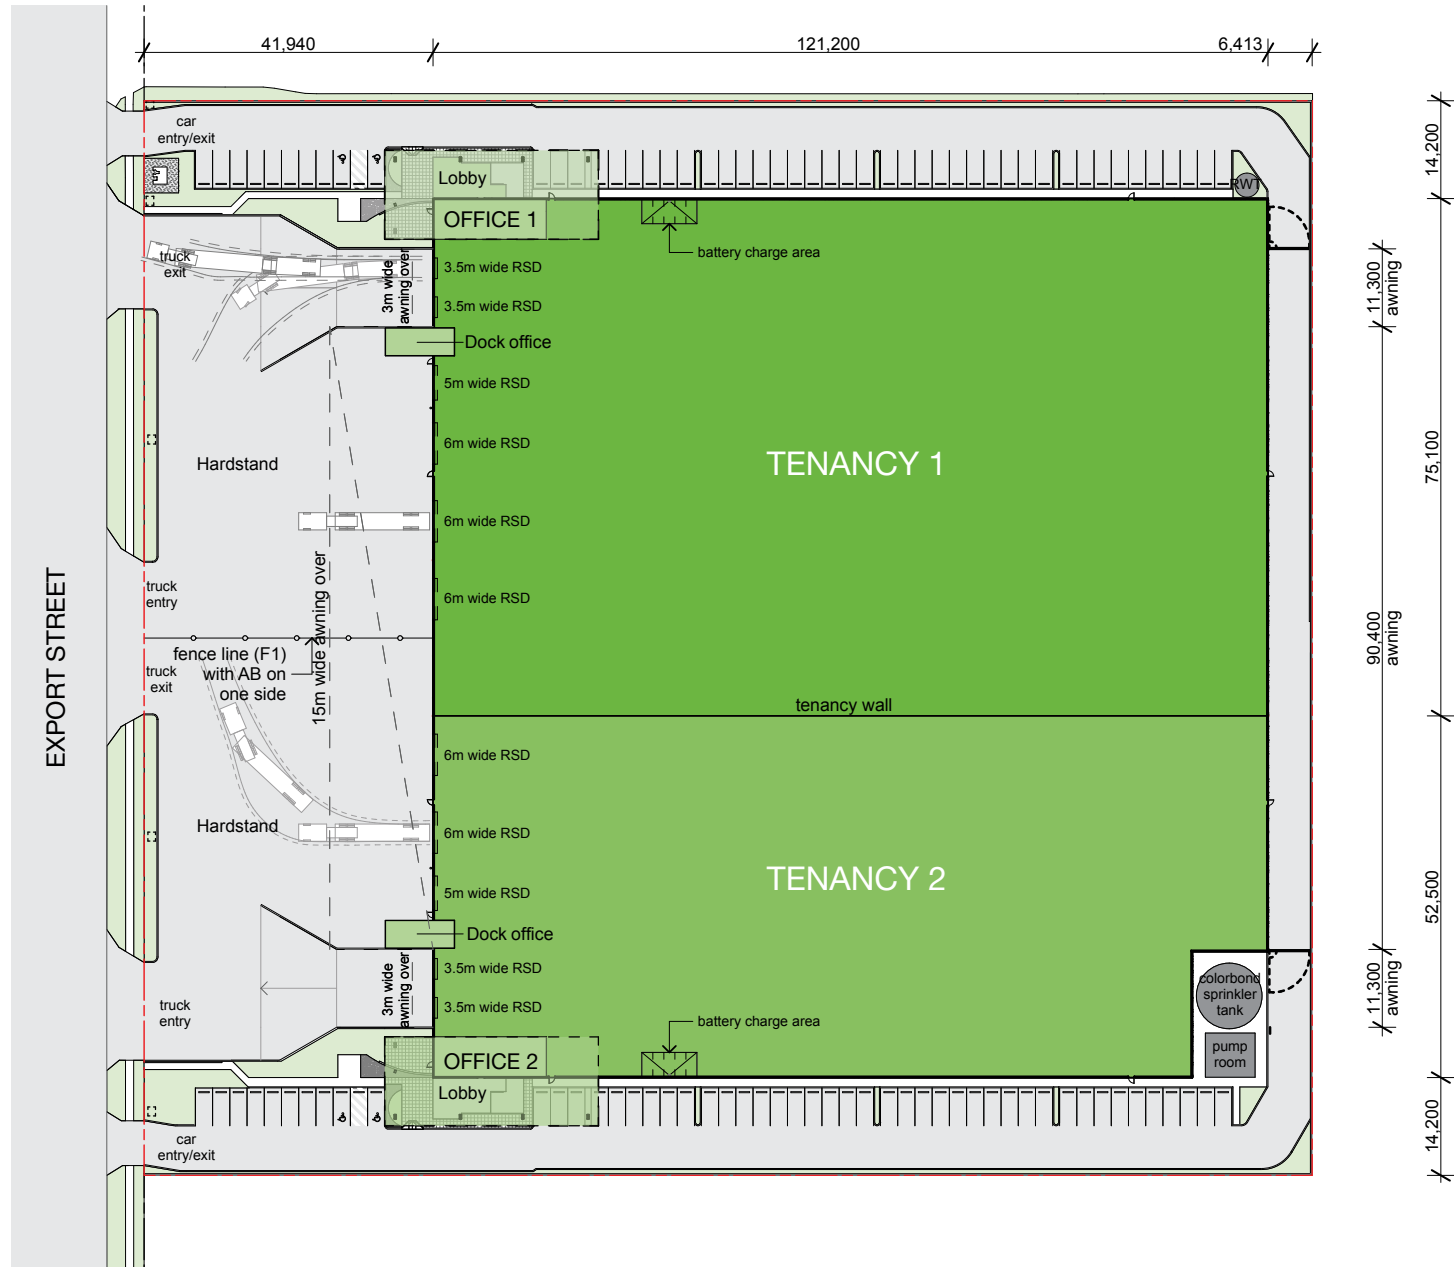 41,940
121,200
6,413
car
entry/exit
Lobby
OFFICE 1
RWT
14,200
battery charge area
truck
exit
3m wide
awning over
3.5m wide RSD
3.5m wide RSD
Dock office
11,300
awning
5m wide RSD
6m wide RSD
Hardstand
TENANCY 1
75,100
6m wide RSD
6m wide RSD
truck
entry
15m wide awning over
EXPORT STREET
fence line (F1)
with AB on
one side
truck
exit
90,400
awning
tenancy wall
6m wide RSD
6m wide RSD
Hardstand
TENANCY 2
5m wide RSD
52,500
Dock office
3m wide
awning over
3.5m wide RSD
3.5m wide RSD
colorbond
sprinkler
tank
11,300
awning
truck
entry
battery charge area
pump
room
OFFICE 2
Lobby
14,200
car
entry/exit